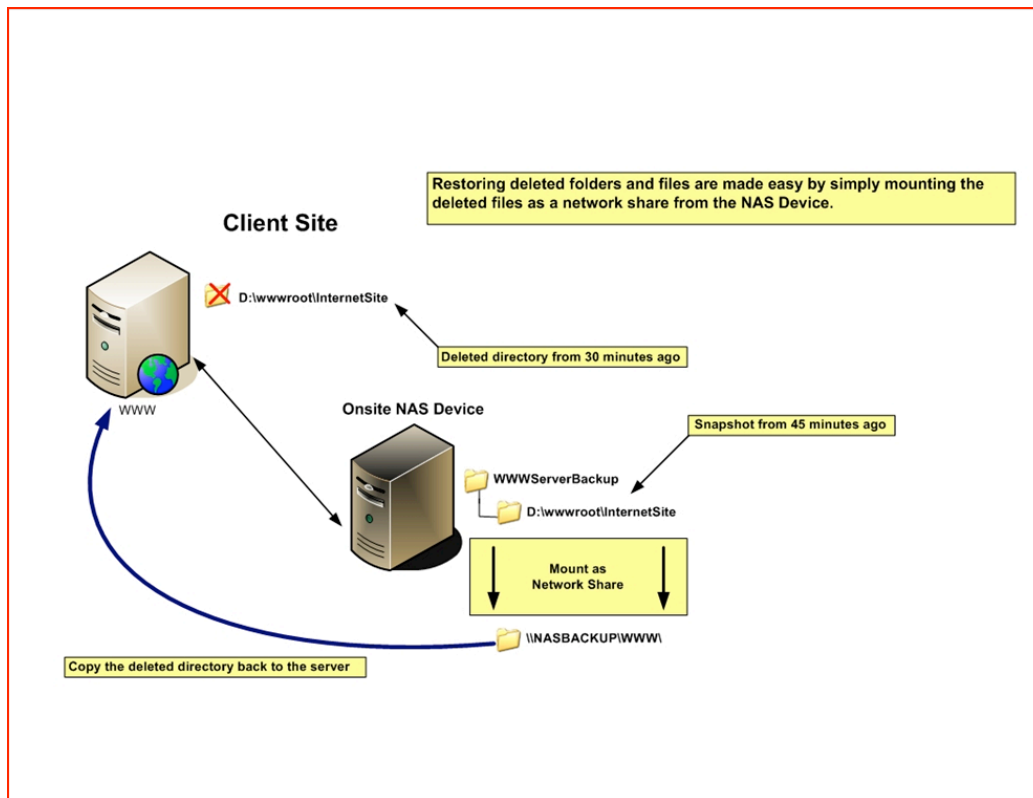 Restoring deleted folders and files are made easy by simply mounting the
deleted files as a network share from the NAS Device.
Client Site
D:\wwwroot\InternetSite
Deleted directory from 30 minutes ago
WWW
Onsite NAS Device
Snapshot from 45 minutes ago
WWWServerBackup
D:\wwwroot\InternetSite
Mount as
Network Share
\\NASBACKUP\WWW\
Copy the deleted directory back to the server